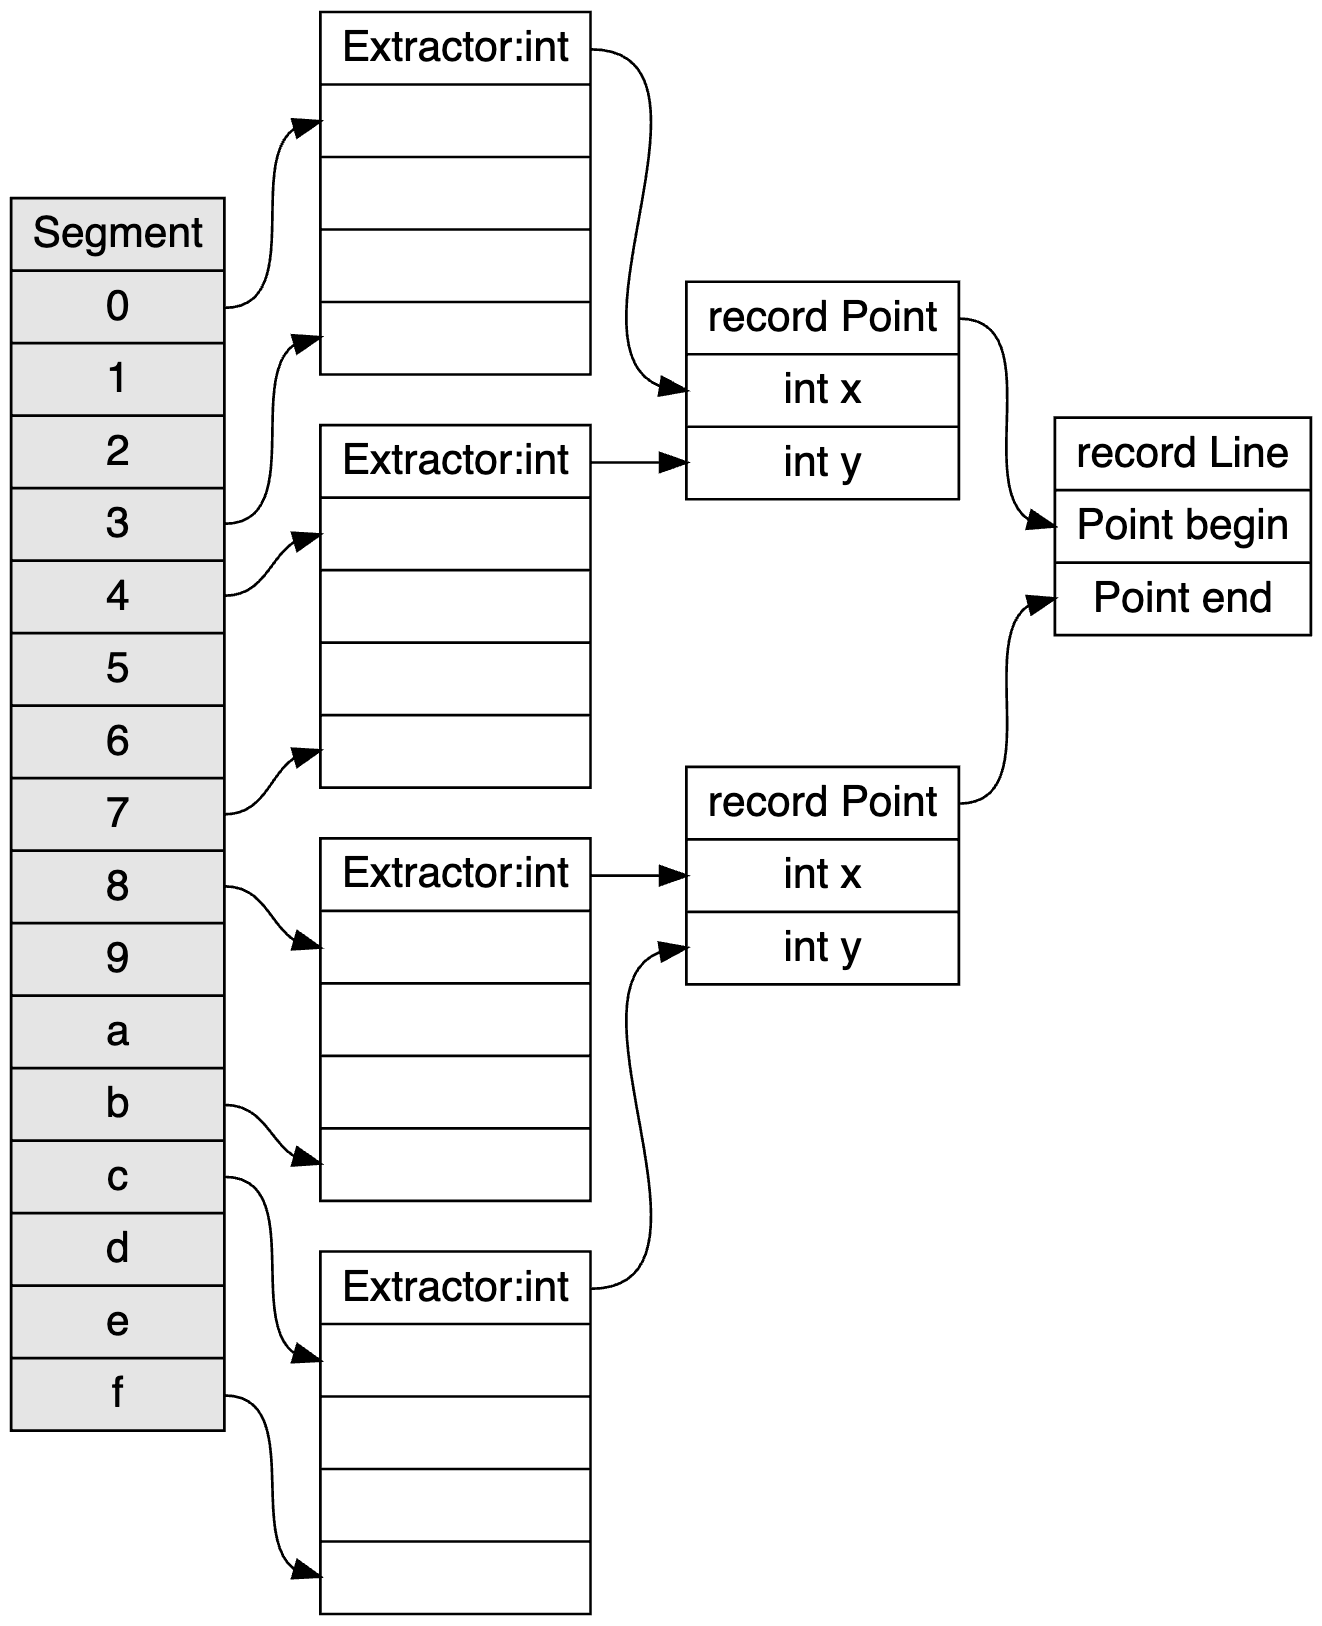 Segment
0
1
2
3
4
5
6
7
8
9
a
b
c
d
e
f
Extractor:int
Extractor:int
Extractor:int
Extractor:int
record Point
int x
int y
record Point
int x
int y
record Line
Point begin
Point end